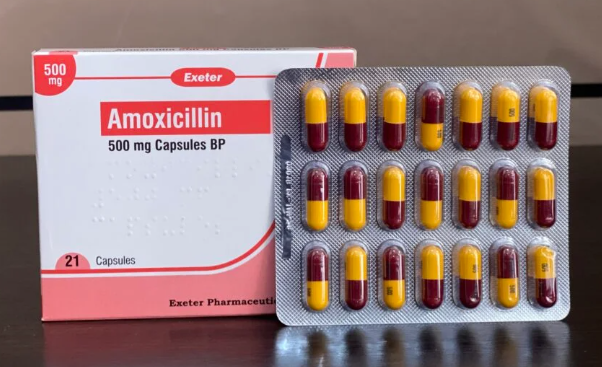 500
mg
Exeter
Amoxicillin
500 mg Capsules BP
21 Capsules
Exeter Pharmaceutic